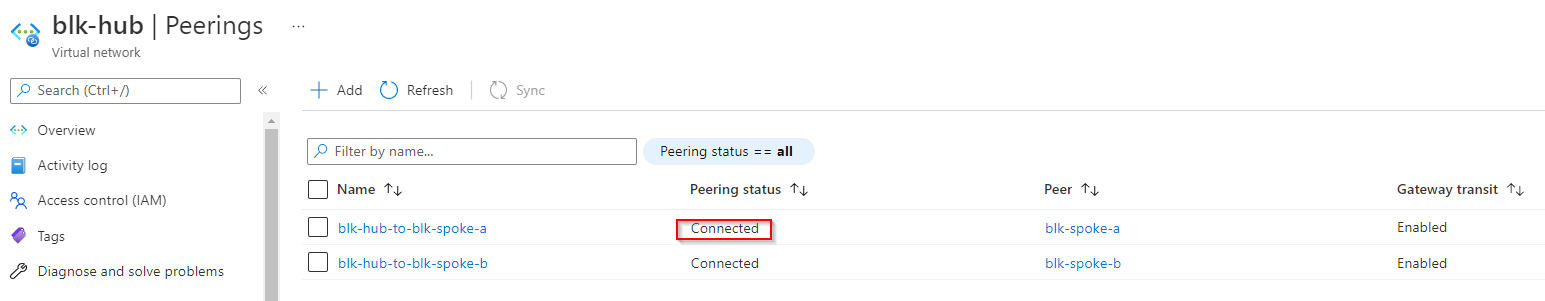 blk-hub | Peerings ...
Virtual network
Search (Ctrl+/) «
Overview
Activity log
Access control (IAM)
Tags
Diagnose and solve problems
Add Refresh Sync
Filter by name... Peering status == all
Name Peering status Peer Gateway transit
blk-hub-to-blk-spoke-a Connected blk-spoke-a Enabled
blk-hub-to-blk-spoke-b Connected blk-spoke-b Enabled